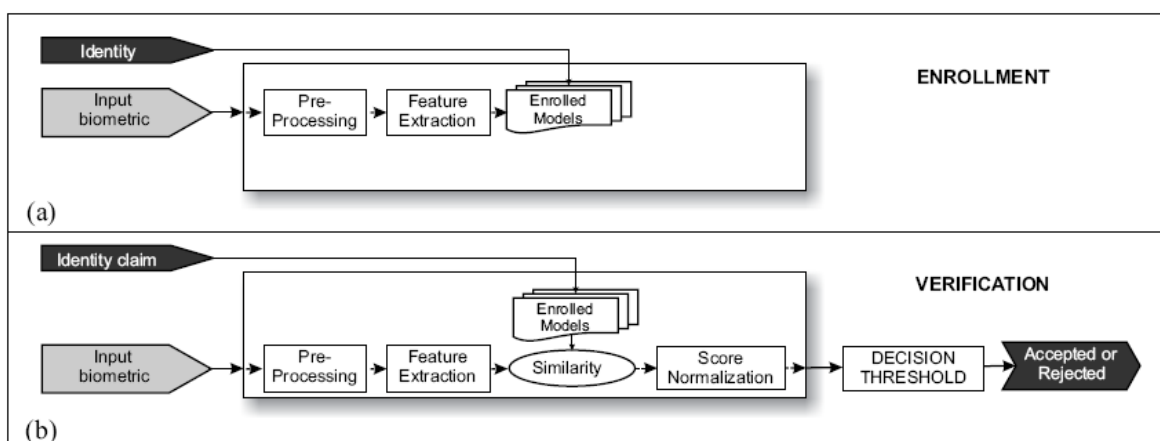 Identity
ENROLLMENT
Input
biometric
Pre-
Processing
Feature
Extraction
Enrolled
Models
(a)
Identity claim
VERIFICATION
Enrolled
Models
Input
biometric
Pre-
Processing
Feature
Extraction
Similarity
Score
Normalization
DECISION
THRESHOLD
Accepted or
Rejected
(b)